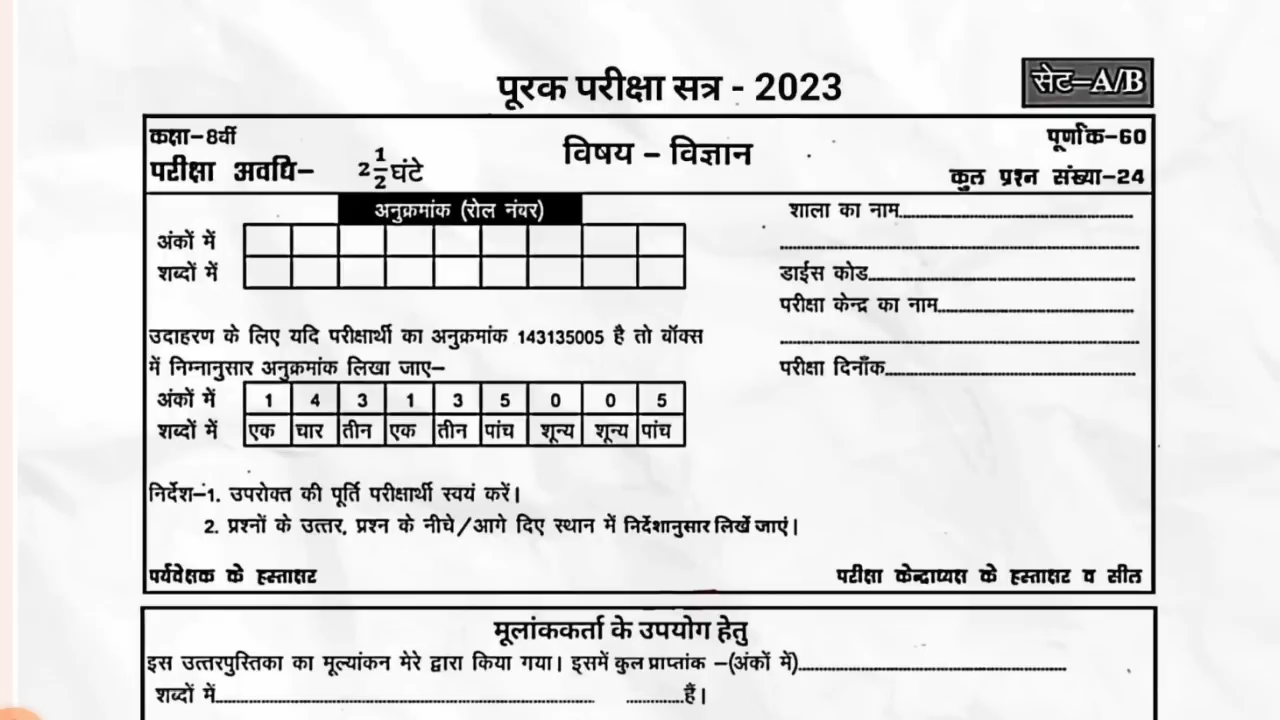 पूरक परीक्षा सत्र - 2023
सेट–A/B
कक्षा–8वीं
पूर्णांक–60
विषय – विज्ञान
परीक्षा अवधि– 2 1/2 घंटे
कुल प्रश्न संख्या–24
अनुक्रमांक (रोल नंबर)
शाला का नाम
अंकों में
शब्दों में
डाईस कोड
परीक्षा केन्द्र का नाम
उदाहरण के लिए यदि परीक्षार्थी का अनुक्रमांक 143135005 है तो बॉक्स
में निम्नानुसार अनुक्रमांक लिखा जाए–
परीक्षा दिनाँक
अंकों में 1 4 3 1 3 5 0 0 5
शब्दों में एक चार तीन एक तीन पांच शून्य शून्य पांच
निर्देश–1. उपरोक्त की पूर्ति परीक्षार्थी स्वयं करें।
2. प्रश्नों के उत्तर, प्रश्न के नीचे/आगे दिए स्थान में निर्देशानुसार लिखें जाएं।
पर्यवेक्षक के हस्ताक्षर
परीक्षा केन्द्राध्यक्ष के हस्ताक्षर व सील
मूलांककर्ता के उपयोग हेतु
इस उत्तरपुस्तिका का मूल्यांकन मेरे द्वारा किया गया। इसमें कुल प्राप्तांक –(अंकों में)
शब्दों में ............हैं।